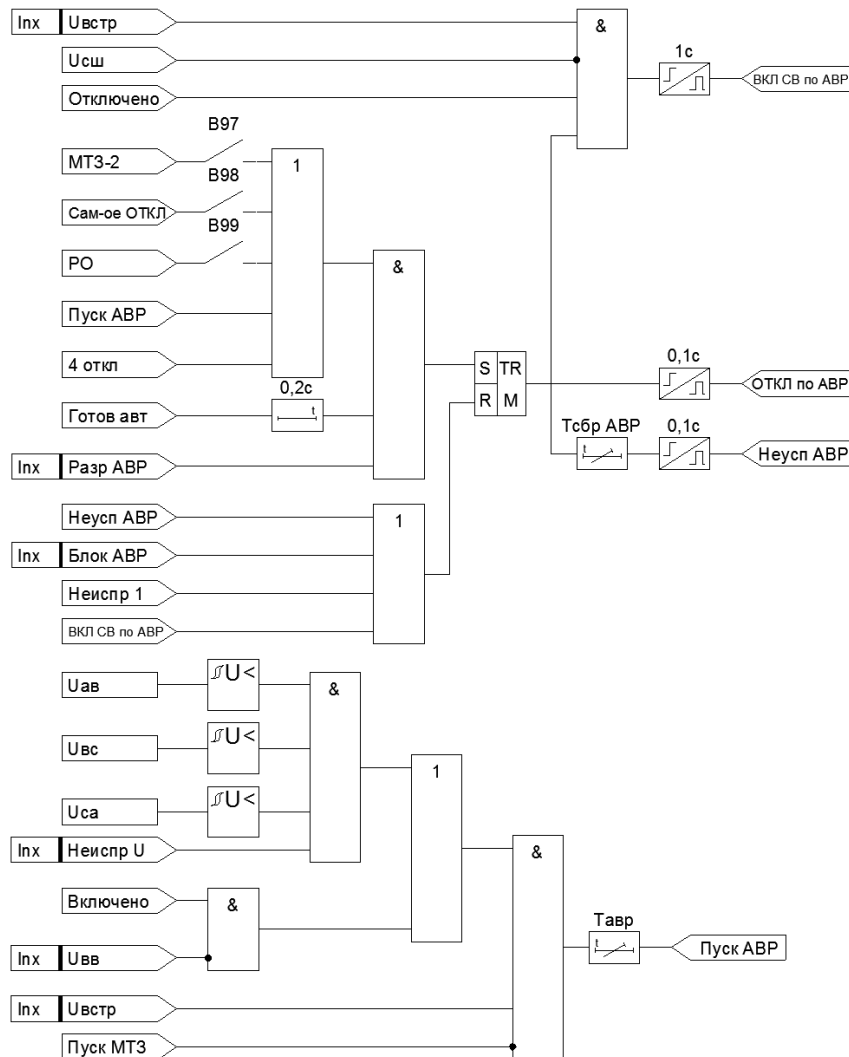 Inx Uвстр
&
1с
Uсш
ВКЛ СВ по АВР
Отключено
В97
МТЗ-2
1
В98
Сам-ое ОТКЛ
В99
РО
&
Пуск АВР
4 откл
0,1с
S TR
ОТКЛ по АВР
0,2с
R M
t
Готов авт
Тсбр АВР
0,1с
t
Неусп АВР
Inx Разр АВР
Неусп АВР
1
Inx Блок АВР
Неиспр 1
ВКЛ СВ по АВР
Uав
U<
&
Uвс
U<
1
Uса
U<
Inx Неиспр U
&
Включено
&
Тавр
t
Пуск АВР
Inx Uвв
Inx Uвстр
Пуск МТЗ